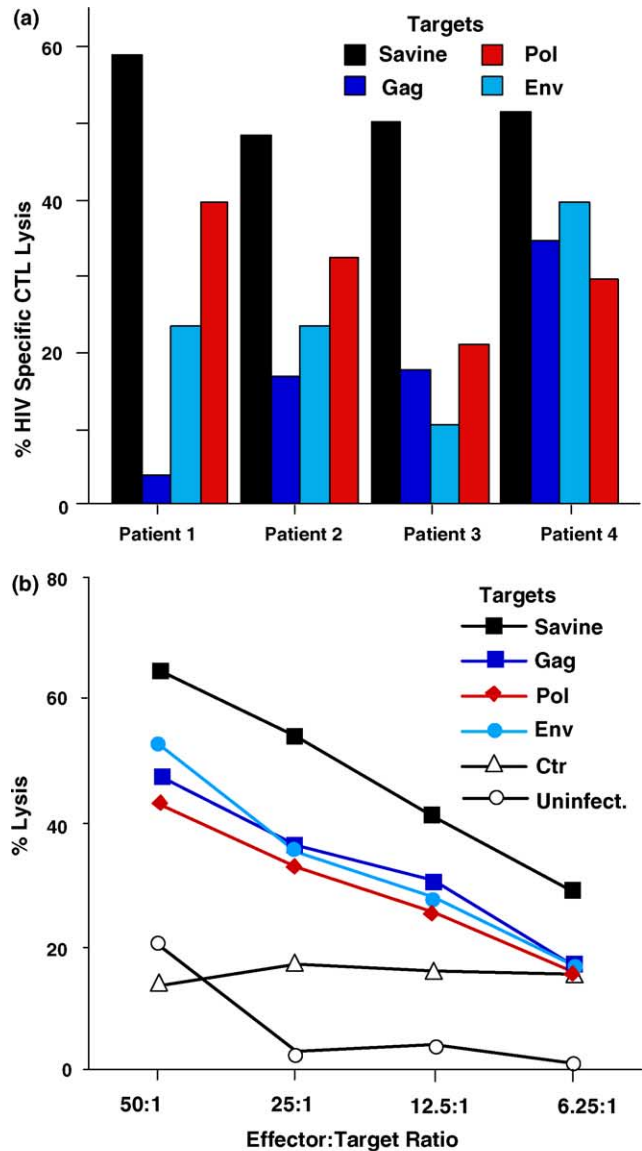 (a)
Targets
Savine Pol
Gag Env
60
40
20
0
% HIV Specific CTL Lysis
Patient 1 Patient 2 Patient 3 Patient 4
(b)
80
60
40
20
0
% Lysis
Targets
Savine
Gag
Pol
Env
Ctr
Uninfect.
50:1 25:1 12.5:1 6.25:1
Effector:Target Ratio